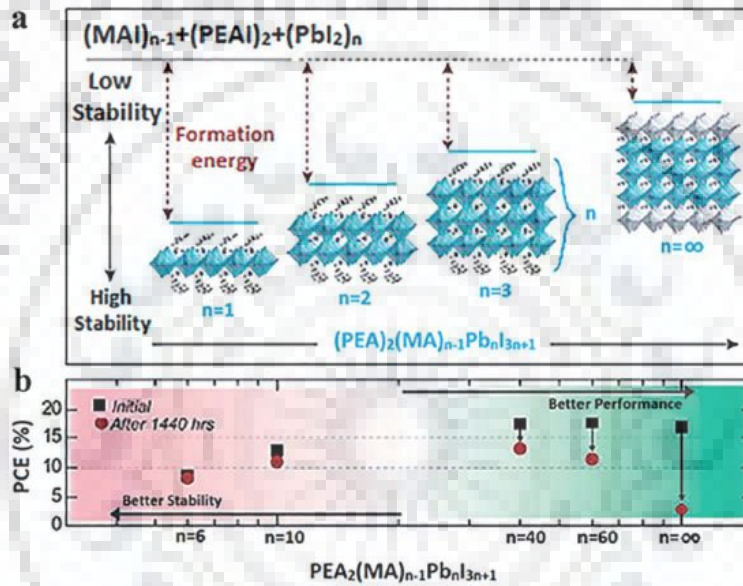 a
(MAI)n-1+(PEAI)2+(PbI2)n
Low
Stability
Formation
energy
High
Stability
n=1
n=2
n=3
n
n=∞
(PEA)2(MA)n-1PbnI3n+1
b
PCE (%)
20
15
10
5
0
Initial
After 1440 hrs
Better Performance
Better Stability
n=6
n=10
n=40
n=60
n=∞
PEA2(MA)n-1PbnI3n+1